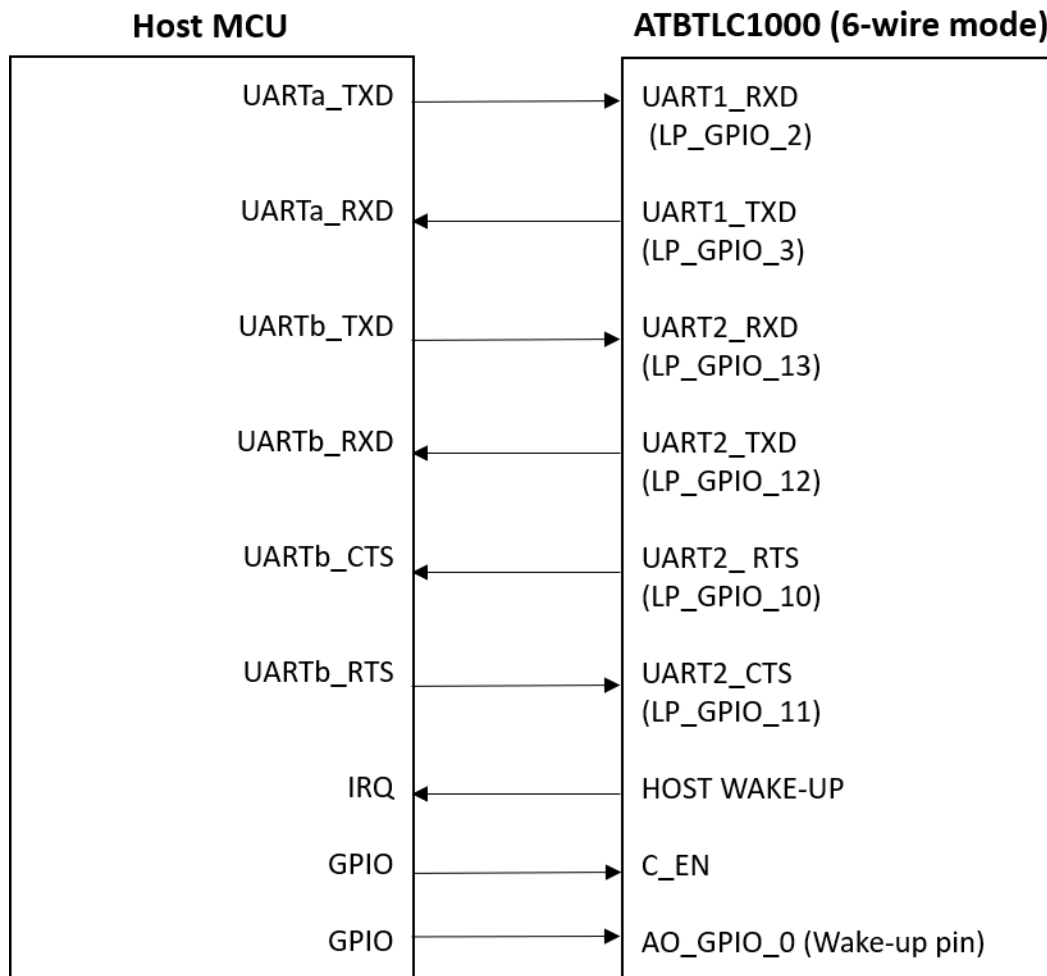 Host MCU
ATBTLC1000 (6-wire mode)
UARTa_TXD
UART1_RXD
(LP_GPIO_2)
UARTa_RXD
UART1_TXD
(LP_GPIO_3)
UARTb_TXD
UART2_RXD
(LP_GPIO_13)
UARTb_RXD
UART2_TXD
(LP_GPIO_12)
UARTb_CTS
UART2_ RTS
(LP_GPIO_10)
UARTb_RTS
UART2_CTS
(LP_GPIO_11)
IRQ
HOST WAKE-UP
GPIO
C_EN
GPIO
AO_GPIO_0 (Wake-up pin)